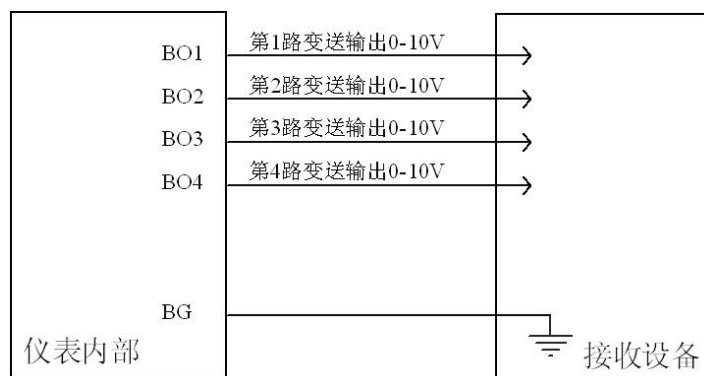 BO1 第1路变送输出0-10V
BO2 第2路变送输出0-10V
BO3 第3路变送输出0-10V
BO4 第4路变送输出0-10V
BG
仪表内部 接收设备